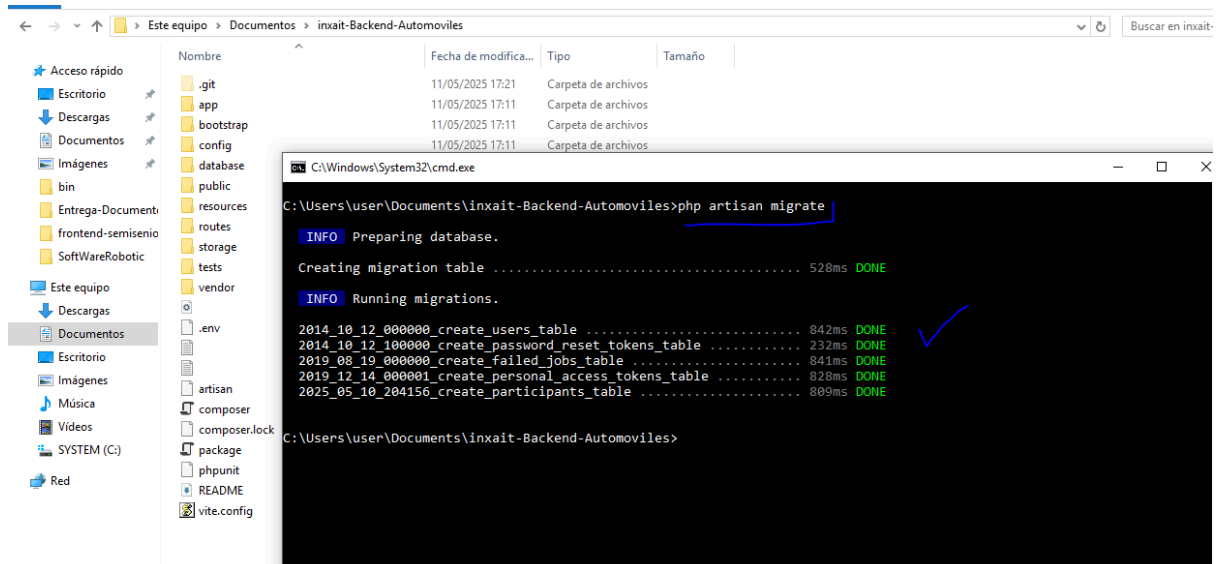 Este equipo > Documentos > inxait-Backend-Automoviles
Buscar en inxait-
Nombre
Fecha de modifica...
Tipo
Tamaño
Acceso rápido
Escritorio
Descargas
Documentos
Imágenes
bin
Entrega-Document
frontend-semisenio
SoftWareRobotic
Este equipo
Descargas
Documentos
Escritorio
Imágenes
Música
Vídeos
SYSTEM (C:)
Red
.git 11/05/2025 17:21 Carpeta de archivos
app 11/05/2025 17:11 Carpeta de archivos
bootstrap 11/05/2025 17:11 Carpeta de archivos
config 11/05/2025 17:11 Carpeta de archivos
database
public
resources
routes
storage
tests
vendor
.env
artisan
composer
composer.lock
package
phpunit
README
vite.config
C:\Windows\System32\cmd.exe
C:\Users\user\Documents\inxait-Backend-Automoviles>php artisan migrate
INFO Preparing database.
Creating migration table ........................................ 528ms DONE
INFO Running migrations.
2014_10_12_000000_create_users_table ............................ 842ms DONE
2014_10_12_100000_create_password_reset_tokens_table ............ 232ms DONE
2019_08_19_000000_create_failed_jobs_table ...................... 841ms DONE
2019_12_14_000001_create_personal_access_tokens_table ........... 828ms DONE
2025_05_10_204156_create_participants_table ..................... 809ms DONE
C:\Users\user\Documents\inxait-Backend-Automoviles>